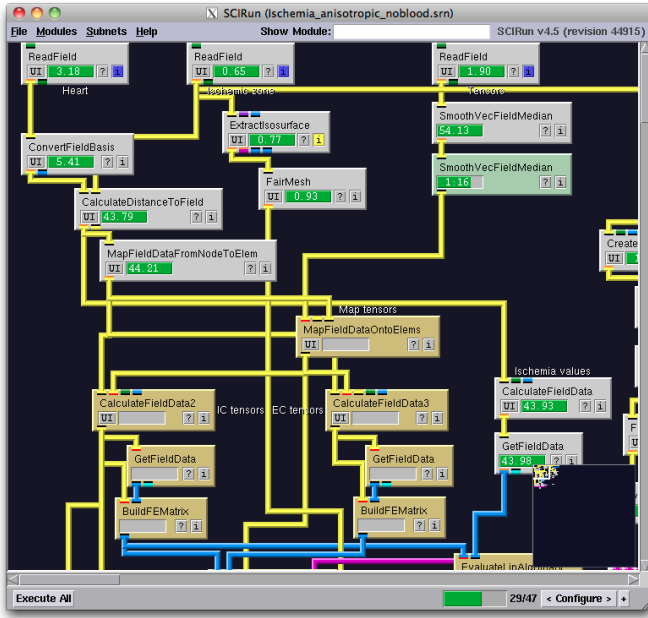 SCIRun (Ischemia_anisotropic_noblood.srn)
File Modules Subnets Help Show Module: SCIRun v4.5 (revision 44915)
ReadField ReadField ReadField
UI 3.18 ? i UI 0.65 ? i UI 1.90 ? i
Heart Ischemic zone Tensors
ExtractIsosurface SmoothVecFieldMedian
UI 0.77 ? i 54.13 ? i
ConvertFieldBasis
UI 5.41 ? i
FairMesh SmoothVecFieldMedian
UI 0.93 ? i 1:16 ? i
CalculateDistanceToField
UI 43.79 ? i
MapFieldDataFromNodeToElem Create
UI 44.21 ? i UI
Map tensors
MapFieldDataOntoElems
UI ? i
Ischemia values
CalculateFieldData2 IC tensors EC tensors CalculateFieldData3 CalculateFieldData
UI ? i UI ? i UI 43.93 ? i
GetFieldData GetFieldData GetFieldData
? i ? i 43.98
F
UI
BuildFEMatrix BuildFEMatrix
? i ? i
Execute All 29/47 < Configure > +